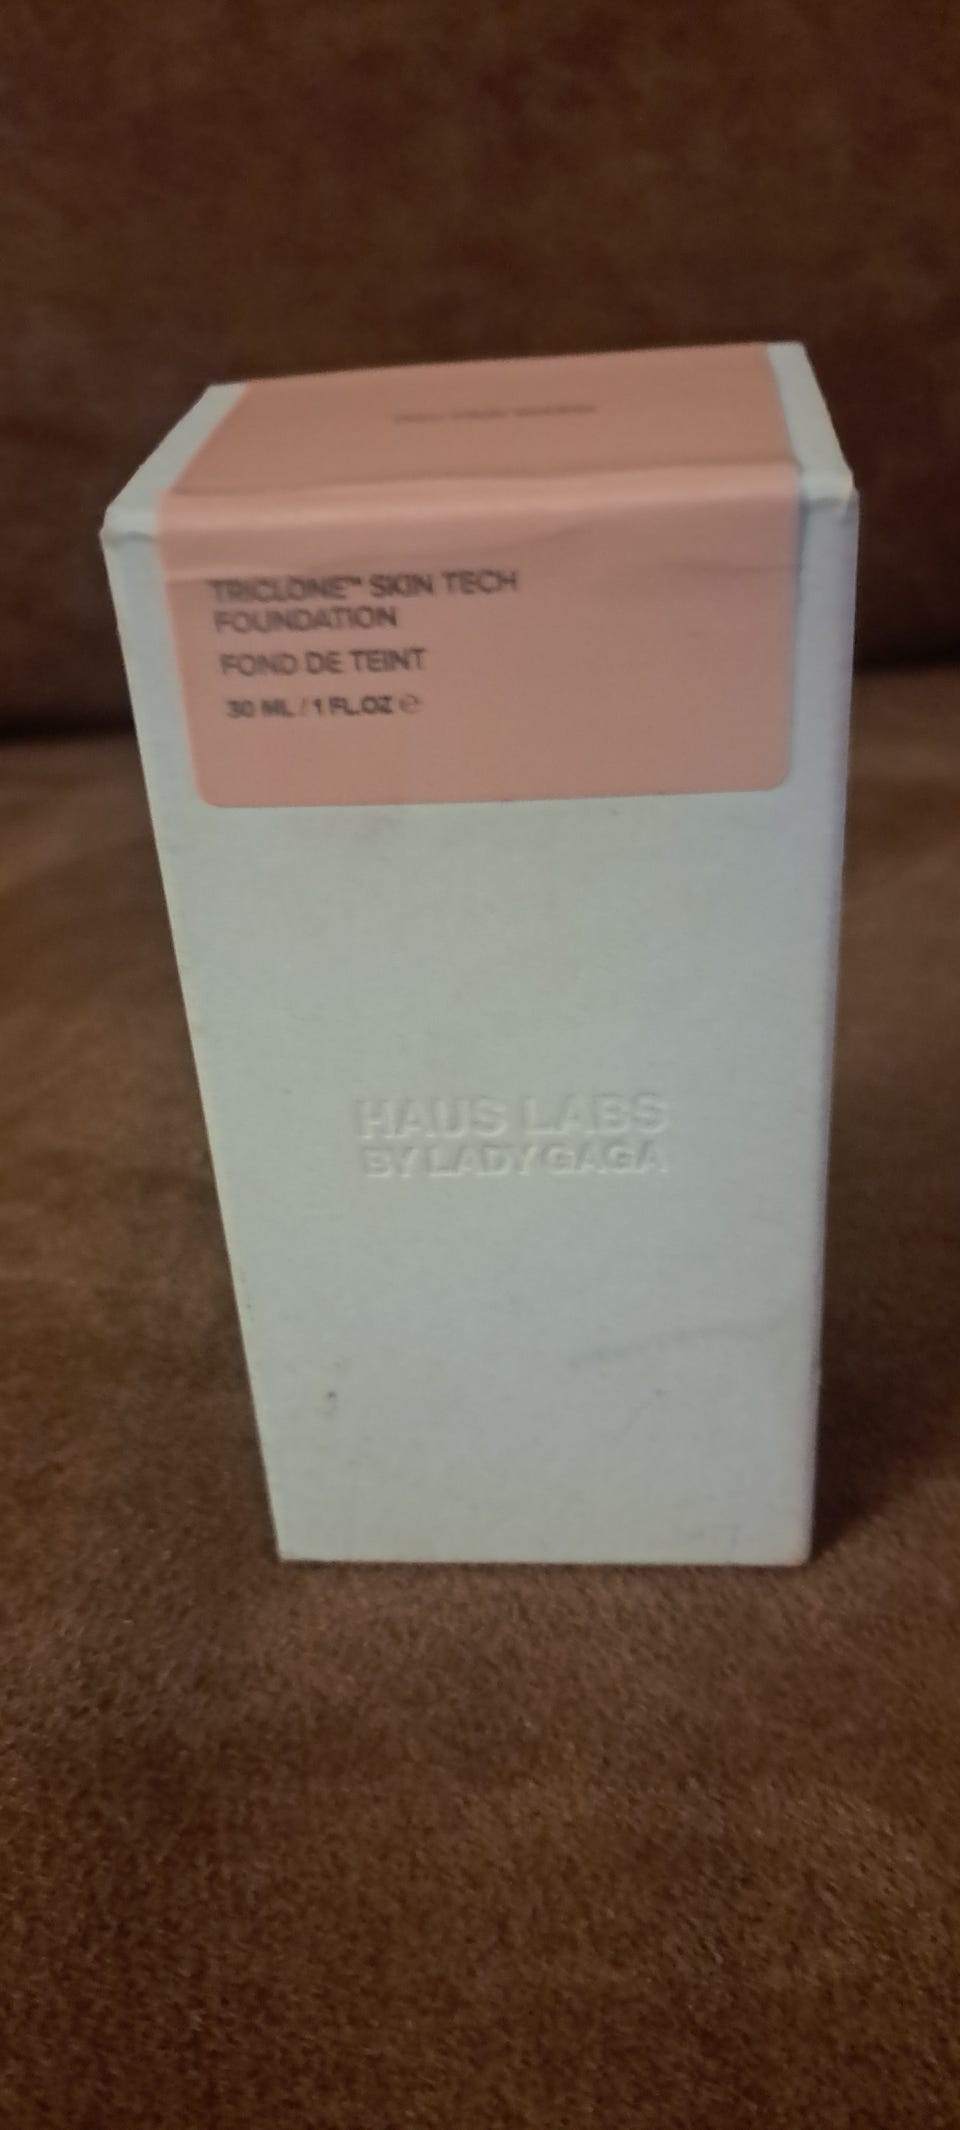 TRICLONE™ SKIN TECH
FOUNDATION
FOND DE TEINT
30 ML / 1 FL.OZ ℮
HAUS LABS
BY LADY GAGA